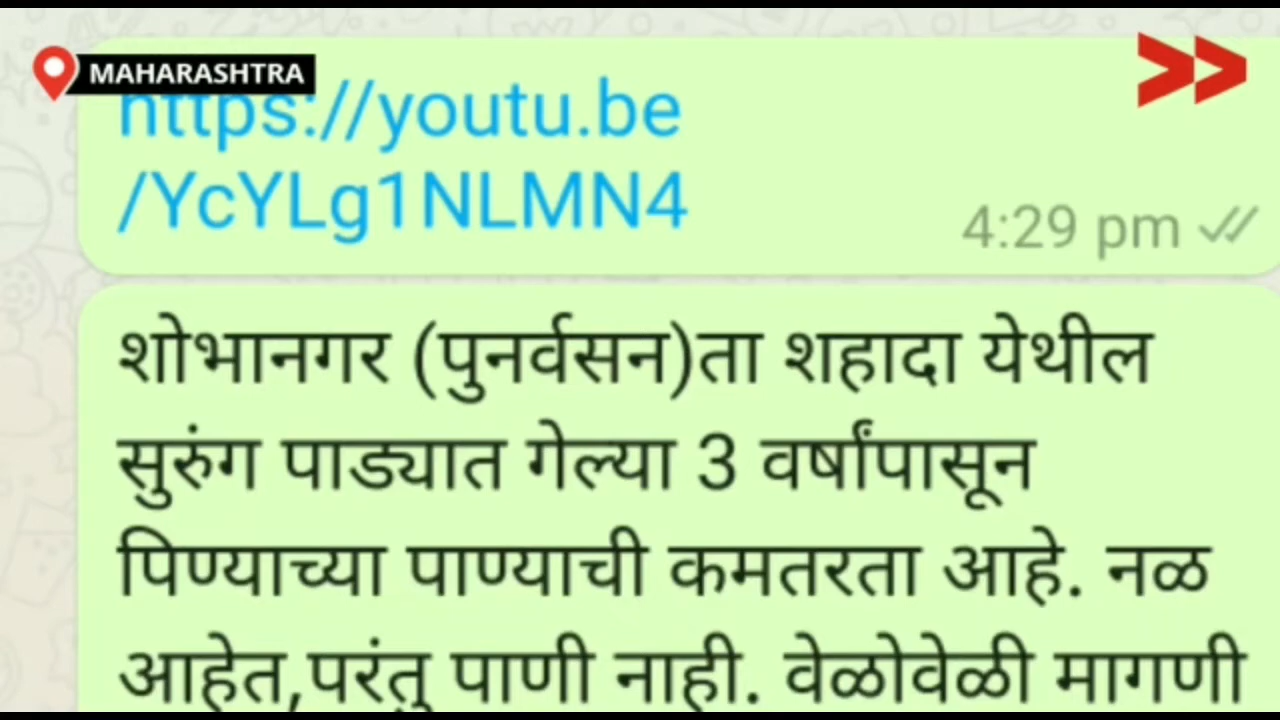 MAHARASHTRA
https://youtu.be
/YcYLg1NLMN4
4:29 pm
शोभानगर (पुनर्वसन)ता शहादा येथील
सुरुंग पाड्यात गेल्या 3 वर्षांपासून
पिण्याच्या पाण्याची कमतरता आहे. नळ
आहेत,परंतु पाणी नाही. वेळोवेळी मागणी